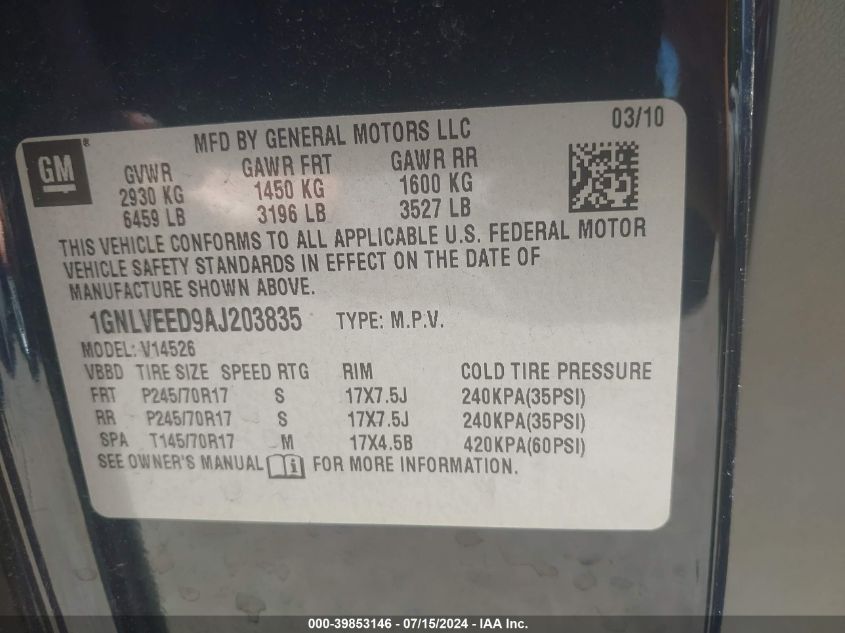 MFD BY GENERAL MOTORS LLC 03/10
GM®
GVWR GAWR FRT GAWR RR
2930 KG 1450 KG 1600 KG
6459 LB 3196 LB 3527 LB
THIS VEHICLE CONFORMS TO ALL APPLICABLE U.S. FEDERAL MOTOR
VEHICLE SAFETY STANDARDS IN EFFECT ON THE DATE OF
MANUFACTURE SHOWN ABOVE.
1GNLVEED9AJ203835 TYPE: M.P.V.
MODEL: V14526
VBBD TIRE SIZE SPEED RTG RIM COLD TIRE PRESSURE
FRT P245/70R17 S 17X7.5J 240KPA(35PSI)
RR P245/70R17 S 17X7.5J 240KPA(35PSI)
SPA T145/70R17 M 17X4.5B 420KPA(60PSI)
SEE OWNER'S MANUAL i FOR MORE INFORMATION.
000-39853146 - 07/15/2024 - IAA Inc.